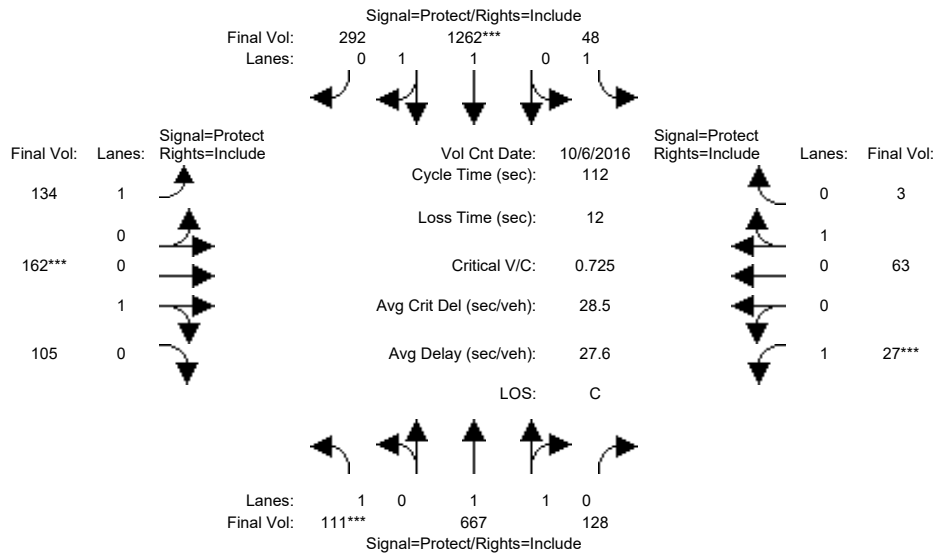 Signal=Protect/Rights=Include
Final Vol: 292 1262*** 48
Lanes: 0 1 1 0 1
Signal=Protect
Final Vol: Lanes: Rights=Include
Vol Cnt Date: 10/6/2016
Signal=Protect
Rights=Include Lanes: Final Vol:
Cycle Time (sec): 112
134 1
0 3
Loss Time (sec): 12
0
1
162*** 0
Critical V/C: 0.725
0 63
1
Avg Crit Del (sec/veh): 28.5
0
105 0
Avg Delay (sec/veh): 27.6
1 27***
LOS: C
Lanes: 1 0 1 1 0
Final Vol: 111*** 667 128
Signal=Protect/Rights=Include